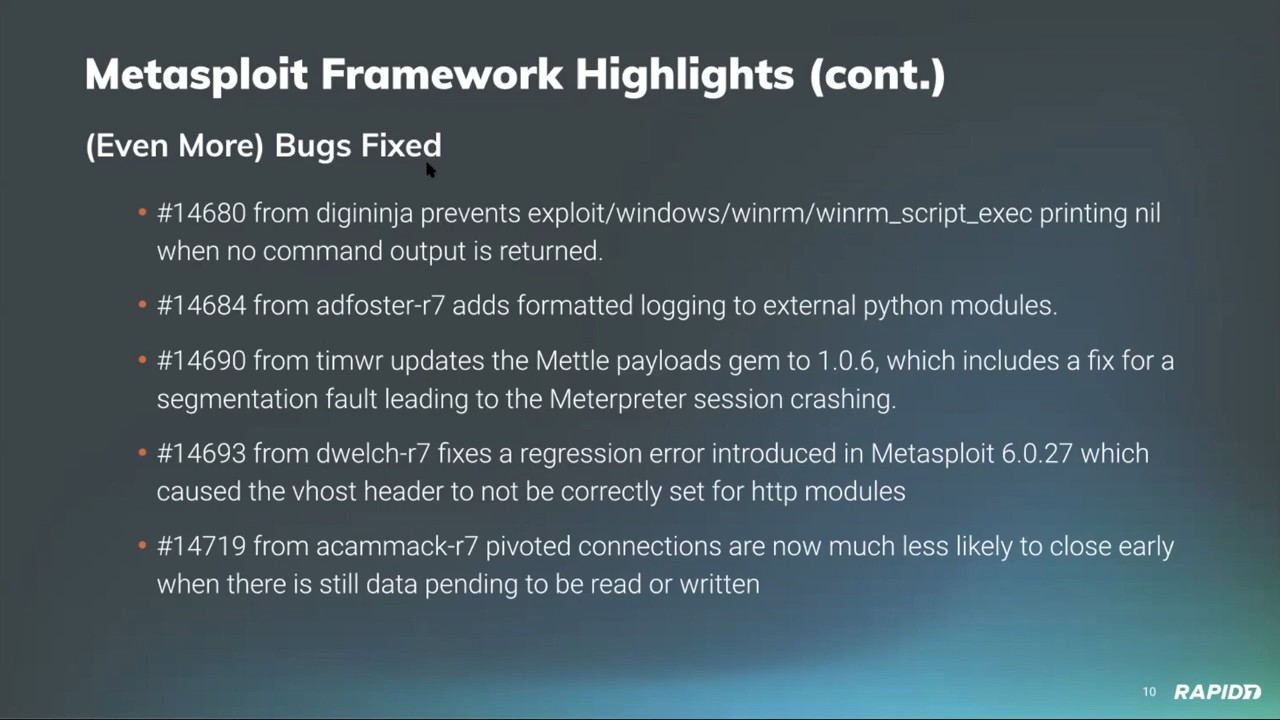 Metasploit Framework Highlights (cont.)
(Even More) Bugs Fixed
• #14680 from digininja prevents exploit/windows/winrm/winrm_script_exec printing nil
when no command output is returned.
• #14684 from adfoster-r7 adds formatted logging to external python modules.
• #14690 from timwr updates the Mettle payloads gem to 1.0.6, which includes a fix for a
segmentation fault leading to the Meterpreter session crashing.
• #14693 from dwelch-r7 fixes a regression error introduced in Metasploit 6.0.27 which
caused the vhost header to not be correctly set for http modules
• #14719 from acammack-r7 pivoted connections are now much less likely to close early
when there is still data pending to be read or written
10 RAPID7